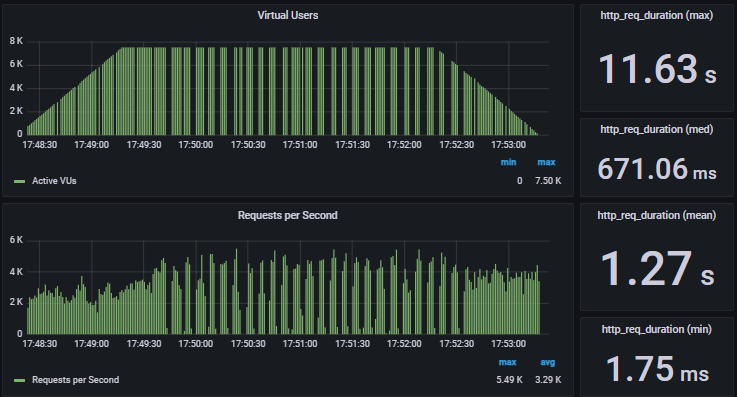 Virtual Users
8 K
6 K
4 K
2 K
0
17:48:30 17:49:00 17:49:30 17:50:00 17:50:30 17:51:00 17:51:30 17:52:00 17:52:30 17:53:00
min max
Active VUs 0 7.50 K
Requests per Second
6 K
4 K
2 K
0
17:48:30 17:49:00 17:49:30 17:50:00 17:50:30 17:51:00 17:51:30 17:52:00 17:52:30 17:53:00
max avg
Requests per Second 5.49 K 3.29 K
http_req_duration (max)
11.63 s
http_req_duration (med)
671.06 ms
http_req_duration (mean)
1.27 s
http_req_duration (min)
1.75 ms